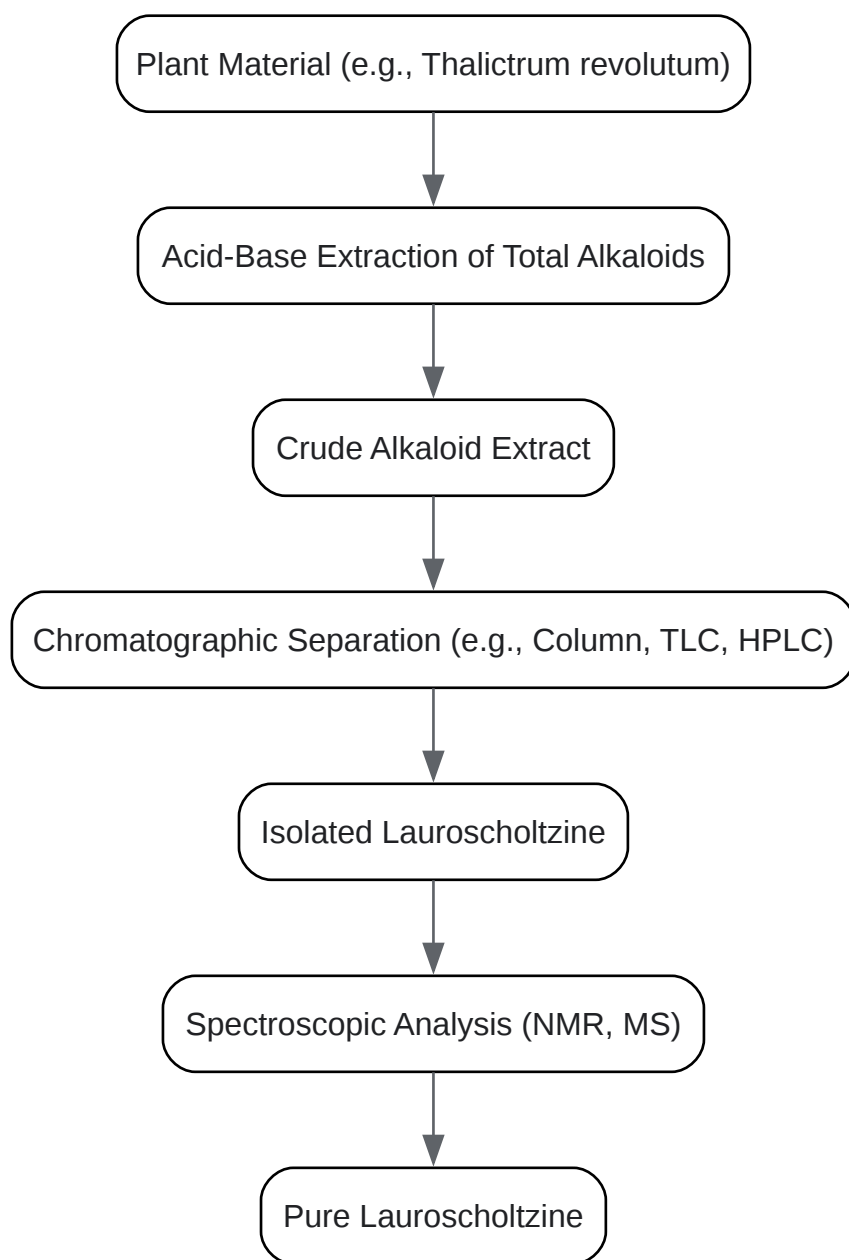 Plant Material (e.g., Thalictrum revolutum)
Acid-Base Extraction of Total Alkaloids
Crude Alkaloid Extract
Chromatographic Separation (e.g., Column, TLC, HPLC)
Isolated Lauroscholtzine
Spectroscopic Analysis (NMR, MS)
Pure Lauroscholtzine